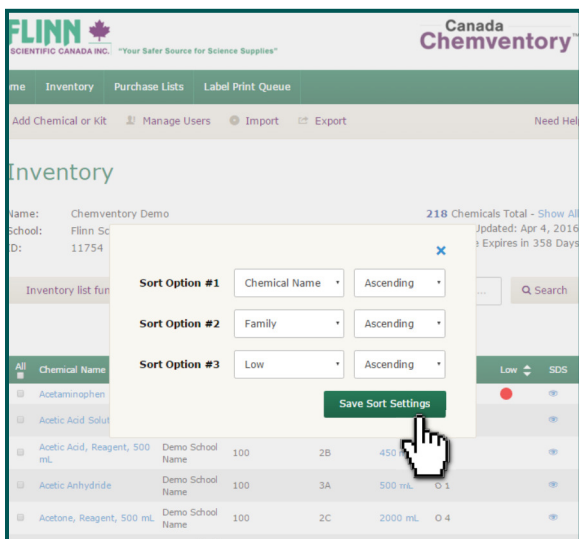 FLINN
SCIENTIFIC CANADA INC. "Your Safer Source for Science Supplies"
Canada
Chemventory™
Inventory Purchase Lists Label Print Queue
Add Chemical or Kit Manage Users Import Export Need
Inventory
Name: Chemventory Demo 218 Chemicals Total - Show All
School: Flinn Updated: Apr 4, 2016
ID: 11754 Expires in 358 Days
Inventory list Search
×
Sort Option #1 Chemical Name Ascending
Sort Option #2 Family Ascending
Sort Option #3 Low Ascending
Save Sort Settings
All Chemical Name Low SDS
Acetaminophen
Acetic Acid
Acetic Acid, Reagent, 500 mL Demo School Name 100 2B 450
Acetic Anhydride Demo School Name 100 3A 500 mL O 1
Acetone, Reagent, 500 mL Demo School Name 100 2C 2000 mL O 4